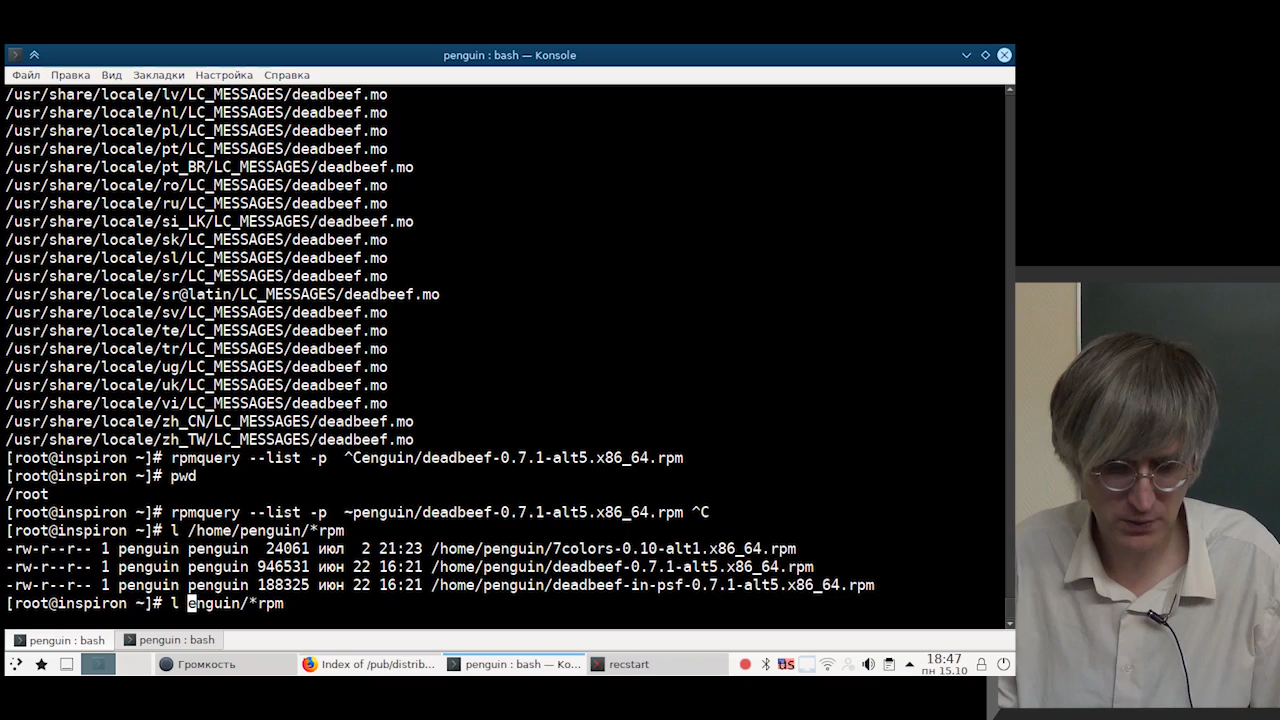 penguin : bash — Konsole
Файл Правка Вид Закладки Настройка Справка
/usr/share/locale/lv/LC_MESSAGES/deadbeef.mo
/usr/share/locale/nl/LC_MESSAGES/deadbeef.mo
/usr/share/locale/pl/LC_MESSAGES/deadbeef.mo
/usr/share/locale/pt/LC_MESSAGES/deadbeef.mo
/usr/share/locale/pt_BR/LC_MESSAGES/deadbeef.mo
/usr/share/locale/ro/LC_MESSAGES/deadbeef.mo
/usr/share/locale/ru/LC_MESSAGES/deadbeef.mo
/usr/share/locale/si_LK/LC_MESSAGES/deadbeef.mo
/usr/share/locale/sk/LC_MESSAGES/deadbeef.mo
/usr/share/locale/sl/LC_MESSAGES/deadbeef.mo
/usr/share/locale/sr/LC_MESSAGES/deadbeef.mo
/usr/share/locale/sr@latin/LC_MESSAGES/deadbeef.mo
/usr/share/locale/sv/LC_MESSAGES/deadbeef.mo
/usr/share/locale/te/LC_MESSAGES/deadbeef.mo
/usr/share/locale/tr/LC_MESSAGES/deadbeef.mo
/usr/share/locale/ug/LC_MESSAGES/deadbeef.mo
/usr/share/locale/uk/LC_MESSAGES/deadbeef.mo
/usr/share/locale/vi/LC_MESSAGES/deadbeef.mo
/usr/share/locale/zh_CN/LC_MESSAGES/deadbeef.mo
/usr/share/locale/zh_TW/LC_MESSAGES/deadbeef.mo
[root@inspiron ~]# rpmquery --list -p  ^Cenguin/deadbeef-0.7.1-alt5.x86_64.rpm
[root@inspiron ~]# pwd
/root
[root@inspiron ~]# rpmquery --list -p  ~penguin/deadbeef-0.7.1-alt5.x86_64.rpm ^C
[root@inspiron ~]# l /home/penguin/*rpm
-rw-r--r-- 1 penguin penguin  24061 июл  2 21:23 /home/penguin/7colors-0.10-alt1.x86_64.rpm
-rw-r--r-- 1 penguin penguin 946531 июн 22 16:21 /home/penguin/deadbeef-0.7.1-alt5.x86_64.rpm
-rw-r--r-- 1 penguin penguin 188325 июн 22 16:21 /home/penguin/deadbeef-in-psf-0.7.1-alt5.x86_64.rpm
[root@inspiron ~]# l enguin/*rpm
penguin : bash penguin : bash
Громкость Index of /pub/distrib... penguin : bash — Ko... recstart us 18:47
пн 15.10